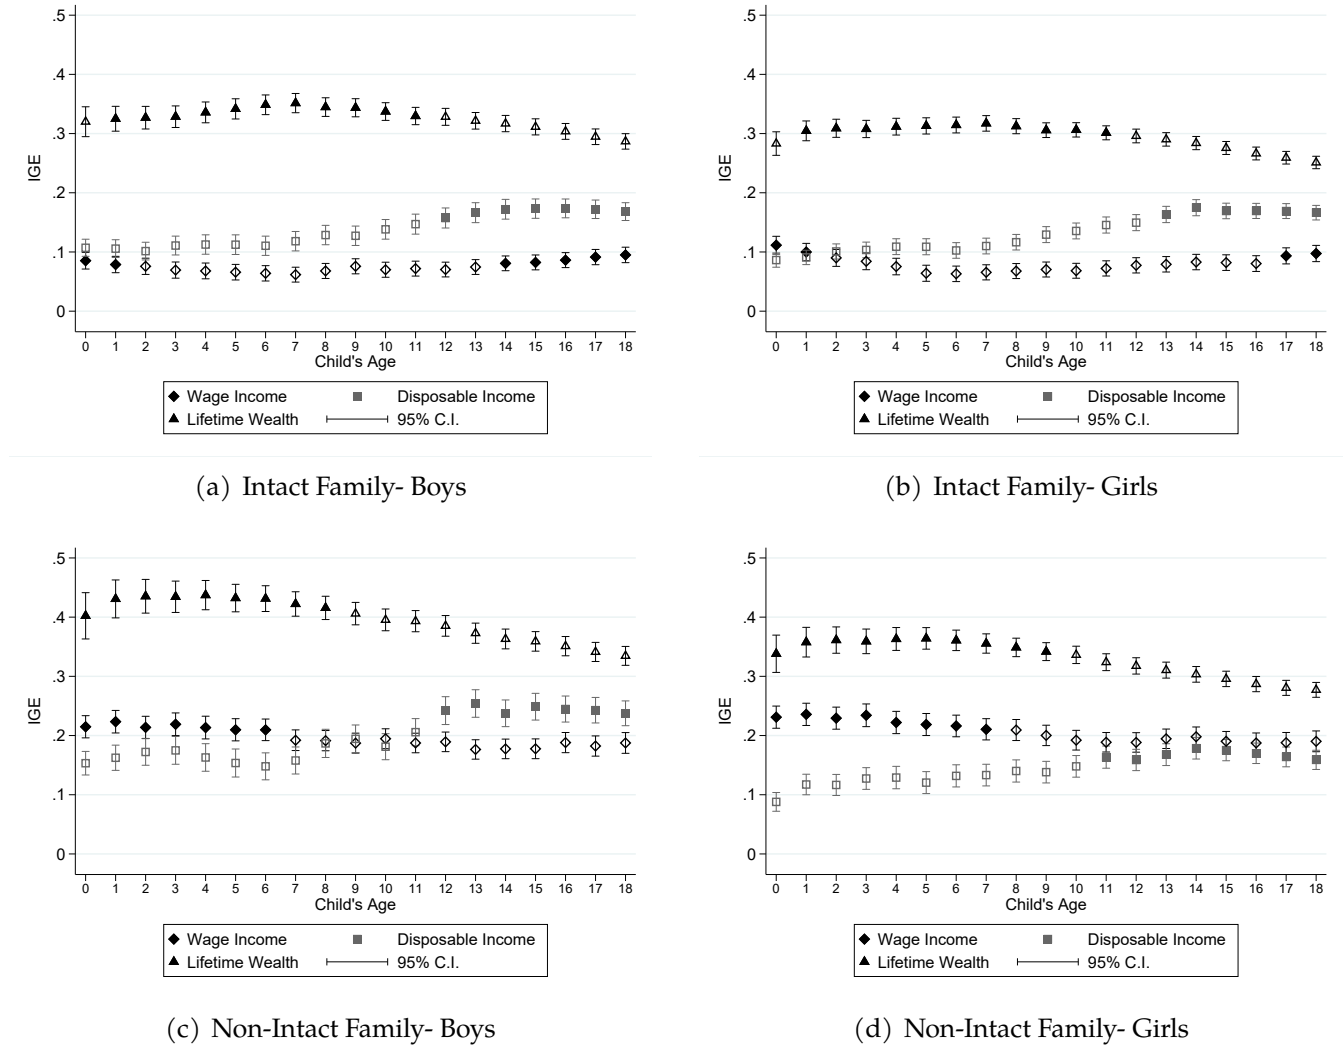 .5
.4
.3
.2
.1
0
IGE
0 1 2 3 4 5 6 7 8 9 10 11 12 13 14 15 16 17 18
Child's Age
Wage Income Disposable Income
Lifetime Wealth 95% C.I.
(a) Intact Family- Boys
.5
.4
.3
.2
.1
0
IGE
0 1 2 3 4 5 6 7 8 9 10 11 12 13 14 15 16 17 18
Child's Age
Wage Income Disposable Income
Lifetime Wealth 95% C.I.
(b) Intact Family- Girls
.5
.4
.3
.2
.1
0
IGE
0 1 2 3 4 5 6 7 8 9 10 11 12 13 14 15 16 17 18
Child's Age
Wage Income Disposable Income
Lifetime Wealth 95% C.I.
(c) Non-Intact Family- Boys
.5
.4
.3
.2
.1
0
IGE
0 1 2 3 4 5 6 7 8 9 10 11 12 13 14 15 16 17 18
Child's Age
Wage Income Disposable Income
Lifetime Wealth 95% C.I.
(d) Non-Intact Family- Girls